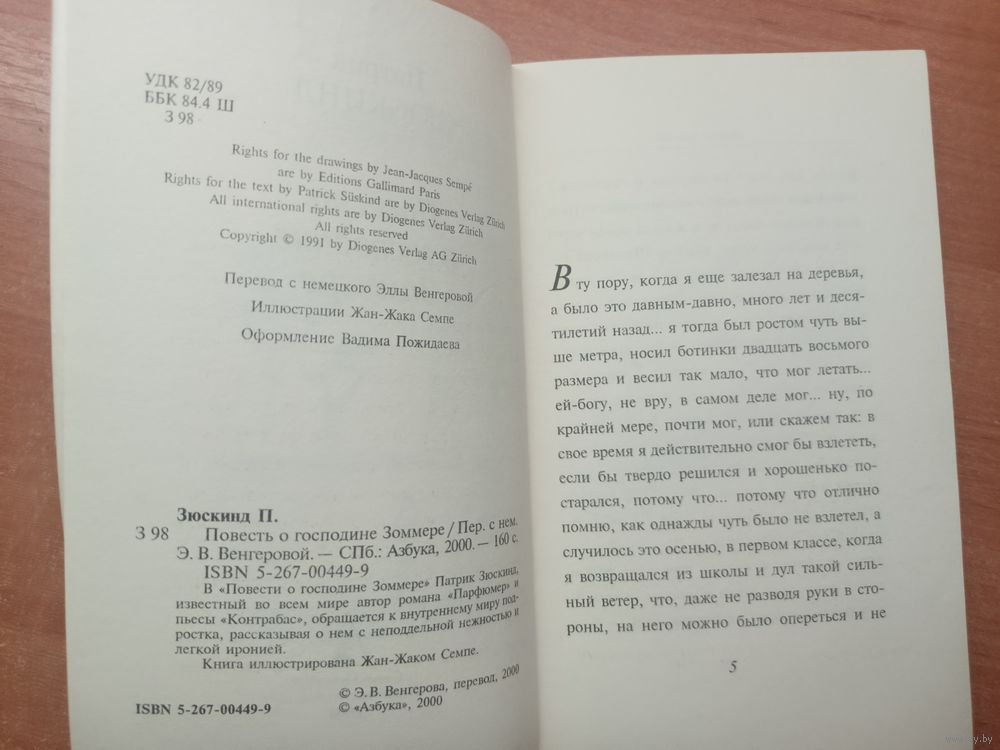 УДК 82/89
ББК 84.4 Ш
З 98
Rights for the drawings by Jean-Jacques Sempé
are by Editions Gallimard Paris
Rights for the text by Patrick Süskind are by Diogenes Verlag Zürich
All international rights are by Diogenes Verlag Zürich
All rights reserved
Copyright © 1991 by Diogenes Verlag AG Zürich
Перевод с немецкого Эллы Венгеровой
Иллюстрации Жан-Жака Семпе
Оформление Вадима Пожидаева
Зюскинд П.
З 98 Повесть о господине Зоммере / Пер. с нем.
Э. В. Венгеровой. — СПб.: Азбука, 2000. — 160 с.
ISBN 5-267-00449-9
В «Повести о господине Зоммере» Патрик Зюскинд,
известный во всем мире автор романа «Парфюмер» и
пьесы «Контрабас», обращается к внутреннему миру под-
ростка, рассказывая о нем с неподдельной нежностью и
легкой иронией.
Книга иллюстрирована Жан-Жаком Семпе.
© Э. В. Венгерова, перевод, 2000
ISBN 5-267-00449-9 © «Азбука», 2000
В ту пору, когда я еще залезал на деревья,
а было это давным-давно, много лет и деся-
тилетий назад... я тогда был ростом чуть вы-
ше метра, носил ботинки двадцать восьмого
размера и весил так мало, что мог летать...
ей-богу, не вру, в самом деле мог... ну, по
крайней мере, почти мог, или скажем так: в
свое время я действительно смог бы взлететь,
если бы твердо решился и хорошенько по-
старался, потому что... потому что отлично
помню, как однажды чуть было не взлетел, а
случилось это осенью, в первом классе, когда
я возвращался из школы и дул такой силь-
ный ветер, что, даже не разводя руки в сто-
роны, на него можно было опереться и не
5